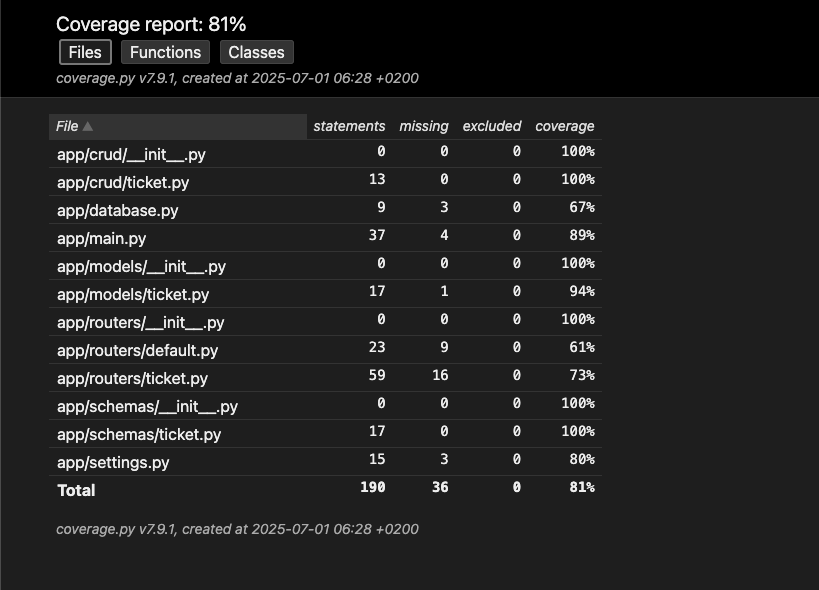 Coverage report: 81%
Files Functions Classes
coverage.py v7.9.1, created at 2025-07-01 06:28 +0200
File ▲ statements missing excluded coverage
app/crud/__init__.py 0 0 0 100%
app/crud/ticket.py 13 0 0 100%
app/database.py 9 3 0 67%
app/main.py 37 4 0 89%
app/models/__init__.py 0 0 0 100%
app/models/ticket.py 17 1 0 94%
app/routers/__init__.py 0 0 0 100%
app/routers/default.py 23 9 0 61%
app/routers/ticket.py 59 16 0 73%
app/schemas/__init__.py 0 0 0 100%
app/schemas/ticket.py 17 0 0 100%
app/settings.py 15 3 0 80%
Total 190 36 0 81%
coverage.py v7.9.1, created at 2025-07-01 06:28 +0200